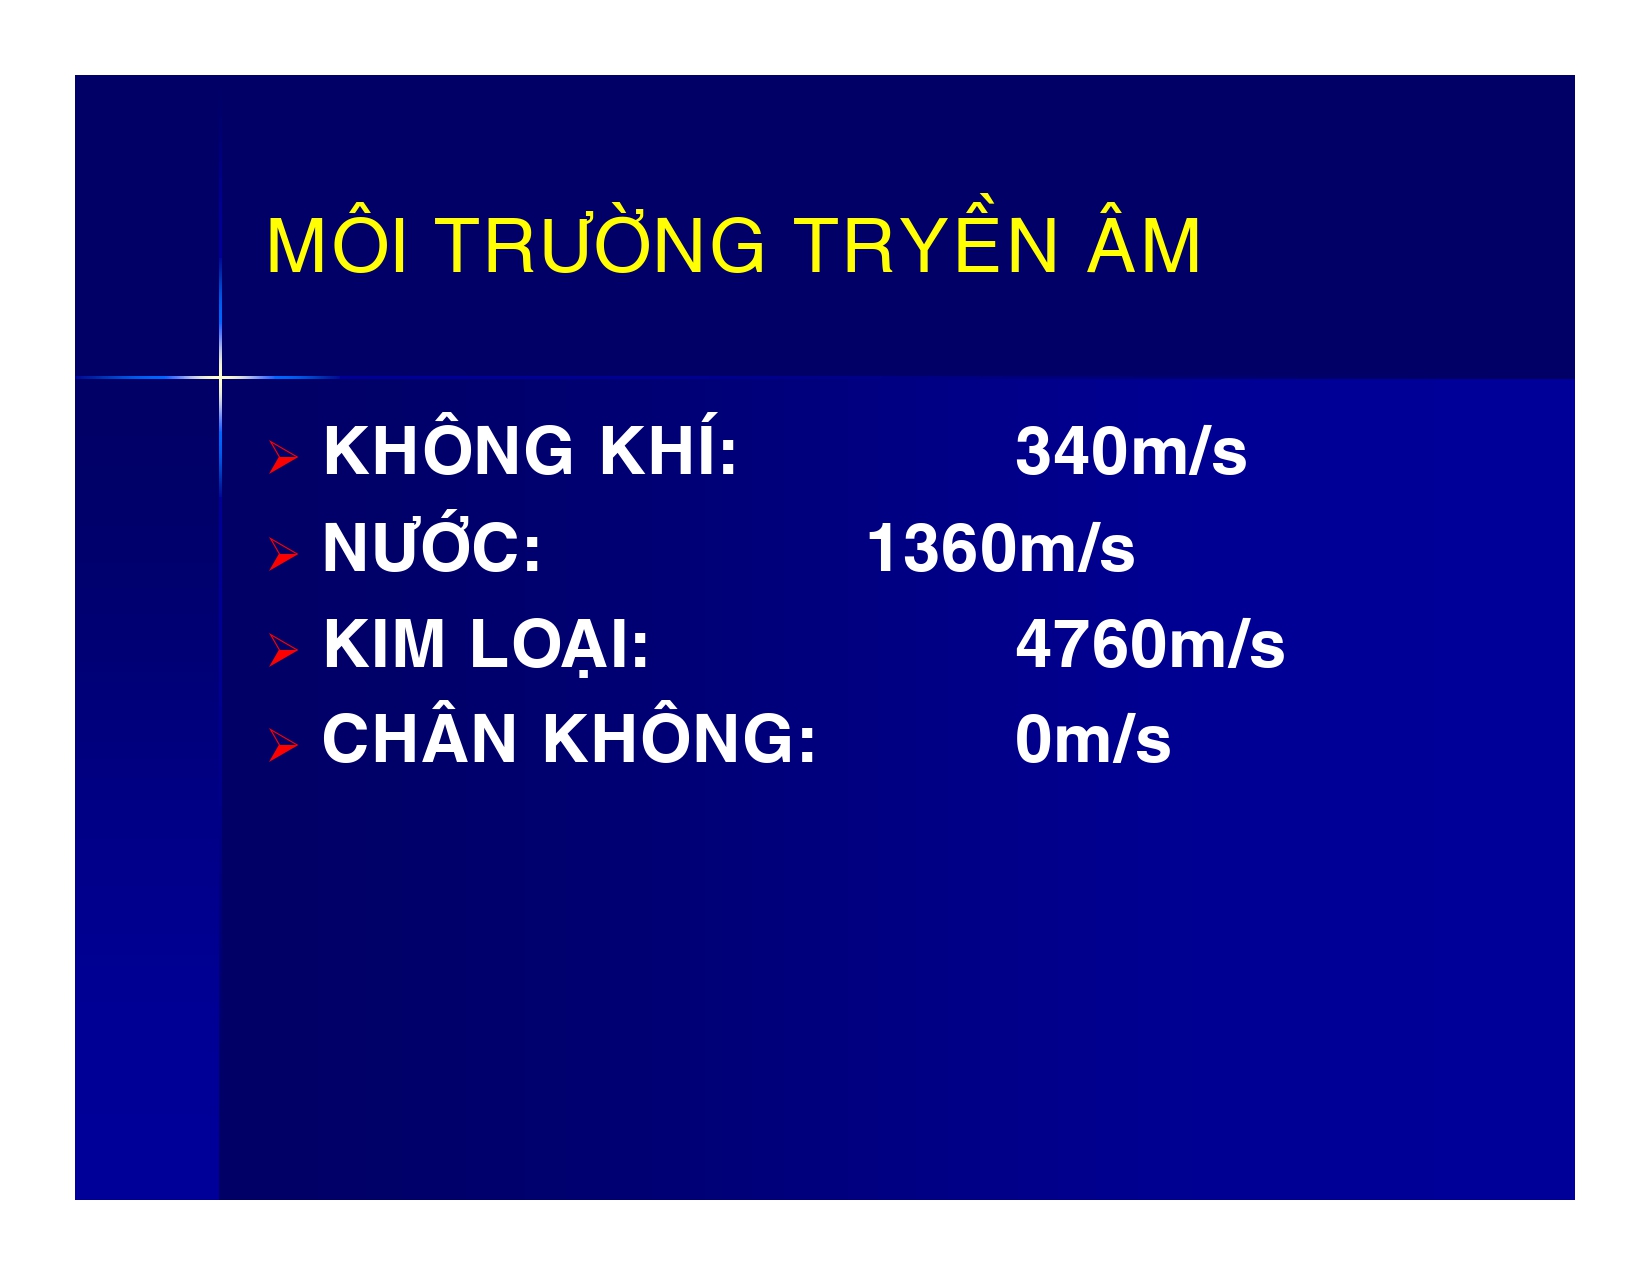 MÔI TRƯỜNG TRYỀN ÂM
KHÔNG KHÍ: 340m/s
NƯỚC: 1360m/s
KIM LOẠI: 4760m/s
CHÂN KHÔNG: 0m/s